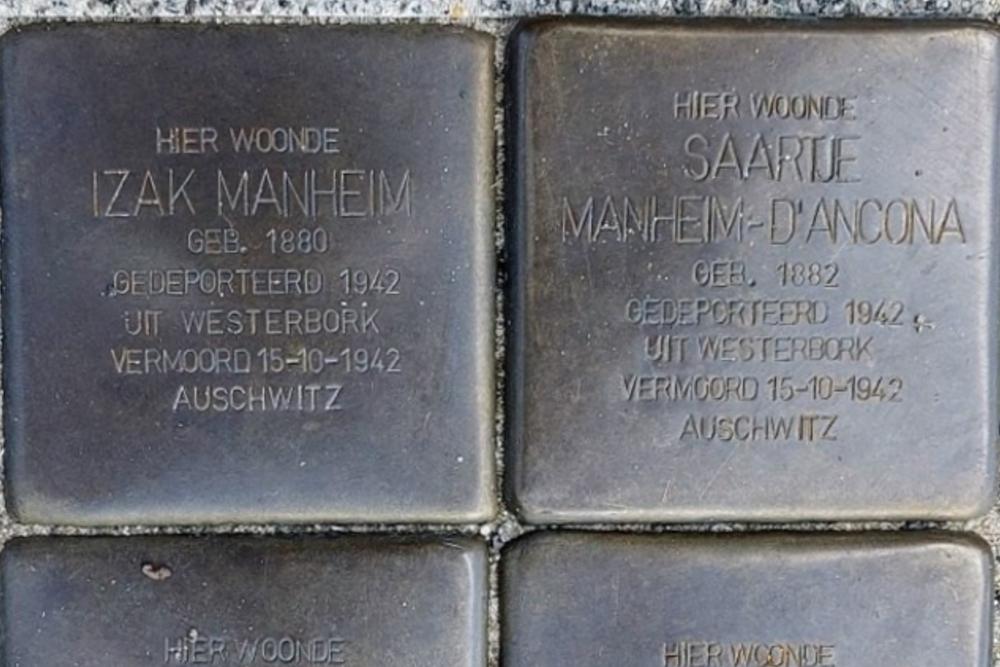 HIER WOONDE
IZAK MANHEIM
GEB. 1880
GEDEPORTEERD 1942
UIT WESTERBORK
VERMOORD 15-10-1942
AUSCHWITZ
HIER WOONDE
SAARTJE
MANHEIM-D'ANCONA
GEB. 1882
GEDEPORTEERD 1942
UIT WESTERBORK
VERMOORD 15-10-1942
AUSCHWITZ
HIER WOONDE
HIER WOONDE